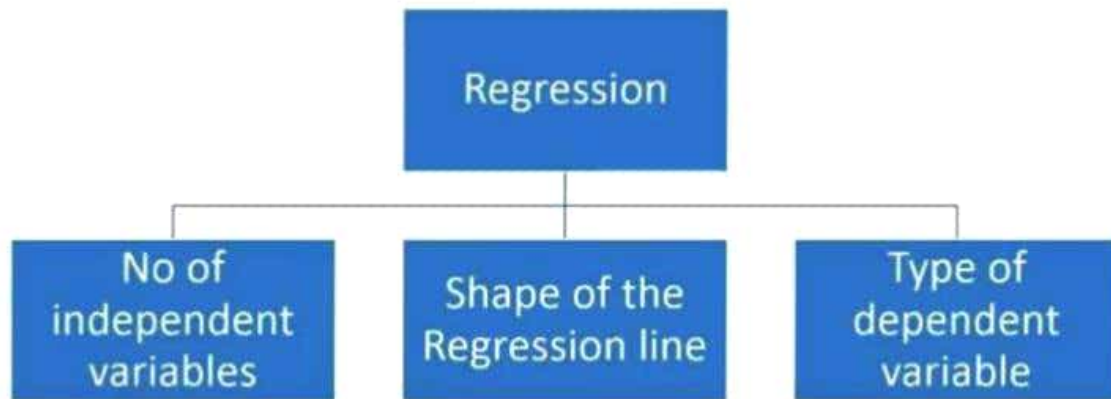 Regression
No of
independent
variables
Shape of the
Regression line
Type of
dependent
variable